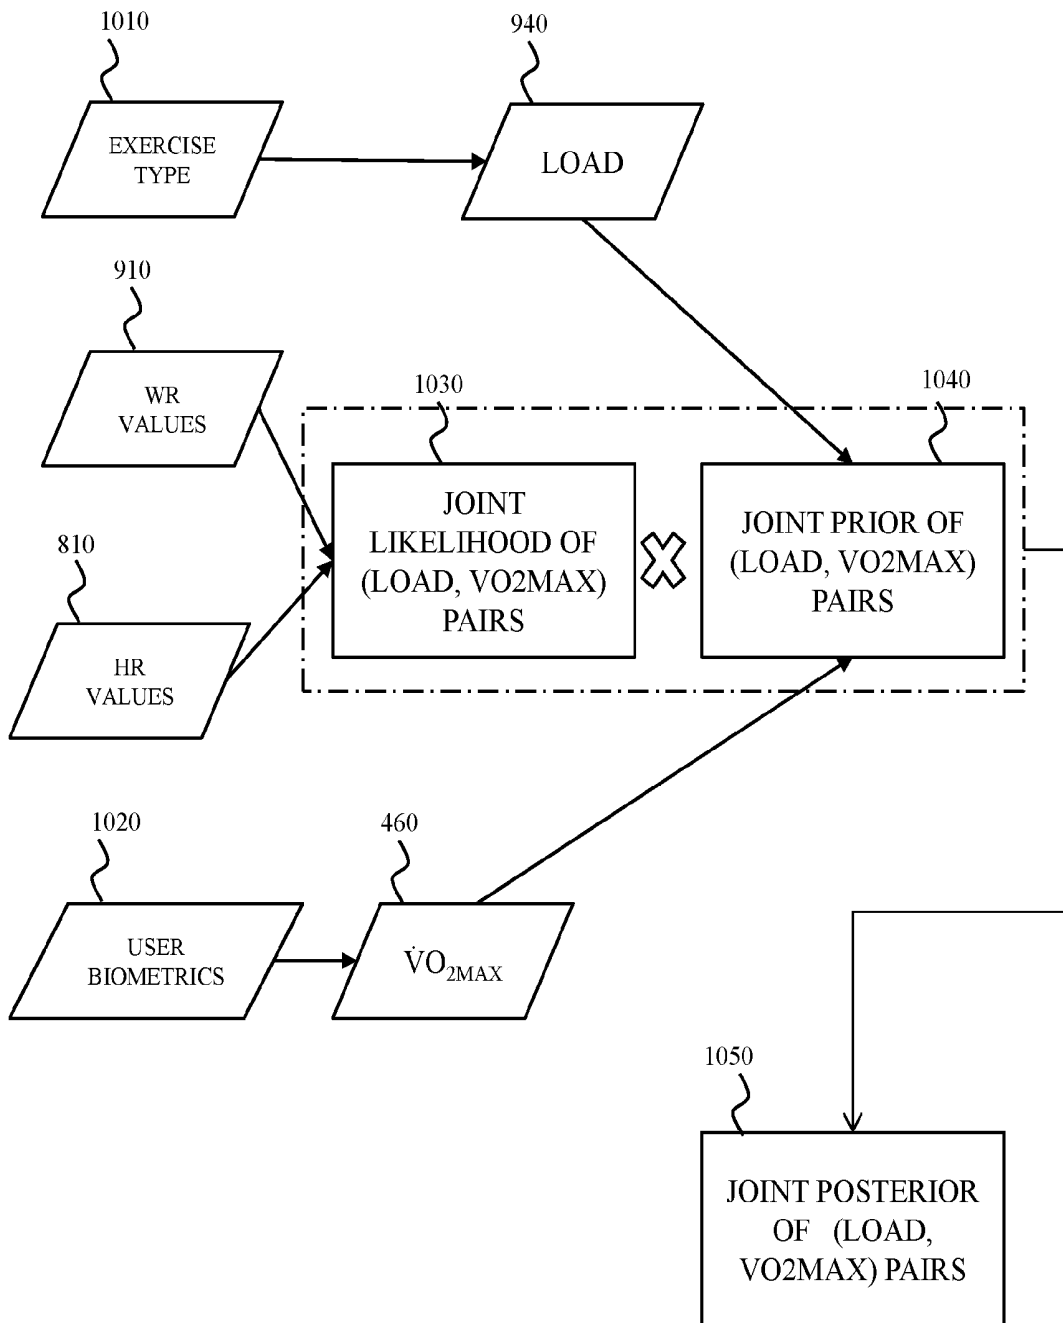 1010
940
EXERCISE
TYPE
LOAD
910
WR
VALUES
1030
1040
JOINT
LIKELIHOOD OF
(LOAD, VO2MAX)
PAIRS
JOINT PRIOR OF
(LOAD, VO2MAX)
PAIRS
810
HR
VALUES
1020
460
USER
BIOMETRICS
V̇O₂MAX
1050
JOINT POSTERIOR
OF (LOAD,
VO2MAX) PAIRS